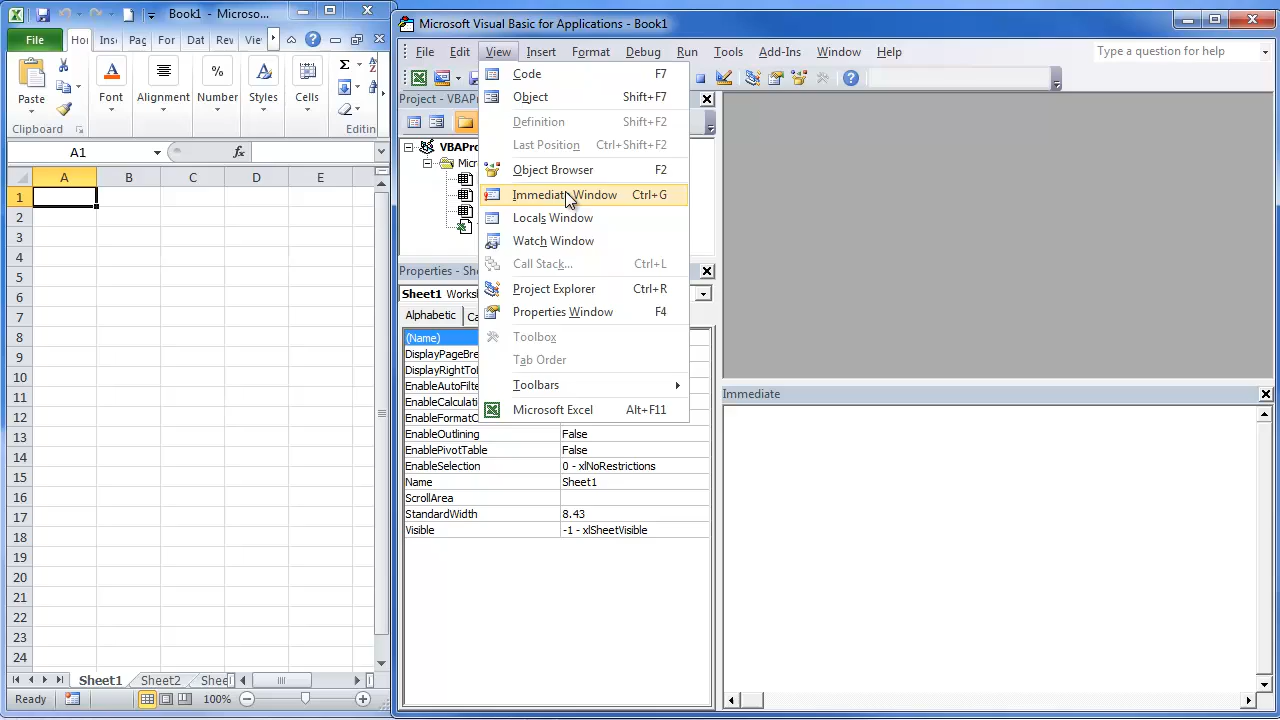 Book1 - Microso...
File
Hor
Ins
Pag
For
Dat
Rev
Vie
Paste
Font
Alignment
Number
Styles
Cells
Clipboard
Editing
A1
fx
A B C D E
1
2
3
4
5
6
7
8
9
10
11
12
13
14
15
16
17
18
19
20
21
22
23
24
Sheet1 Sheet2 Shee
Ready
100%
Microsoft Visual Basic for Applications - Book1
File Edit View Insert Format Debug Run Tools Add-Ins Window Help
Type a question for help
Project - VBAPro
VBAPro
Micr
Code F7
Object Shift+F7
Definition Shift+F2
Last Position Ctrl+Shift+F2
Object Browser F2
Immediate Window Ctrl+G
Locals Window
Watch Window
Call Stack... Ctrl+L
Project Explorer Ctrl+R
Properties Window F4
Toolbox
Tab Order
Toolbars
Microsoft Excel Alt+F11
Properties - She
Sheet1 Worksh
Alphabetic Ca
(Name)
DisplayPageBre
DisplayRightToL
EnableAutoFilte
EnableCalculati
EnableFormatC
EnableOutlining False
EnablePivotTable False
EnableSelection 0 - xlNoRestrictions
Name Sheet1
ScrollArea
StandardWidth 8.43
Visible -1 - xlSheetVisible
Immediate